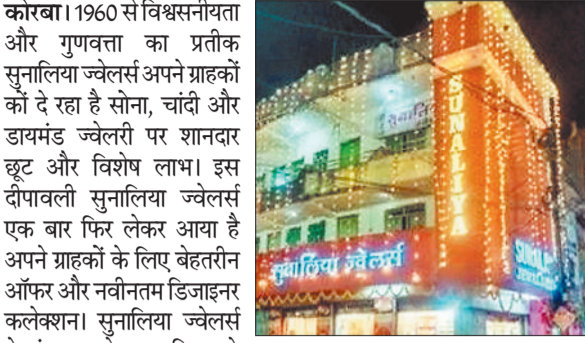 कोरबा। 1960 से विश्वसनीयता
और गुणवत्ता का प्रतीक
सुनालिया ज्वेलर्स अपने ग्राहकों
कों दे रहा है सोना, चांदी और
डायमंड ज्वेलरी पर शानदार
छूट और विशेष लाभ। इस
दीपावली सुनालिया ज्वेलर्स
एक बार फिर लेकर आया है
अपने ग्राहकों के लिए बेहतरीन
ऑफर और नवीनतम डिजाइनर
कलेक्शन। सुनालिया ज्वेलर्स
SUNALIYA
सुनालिया ज्वेलर्स